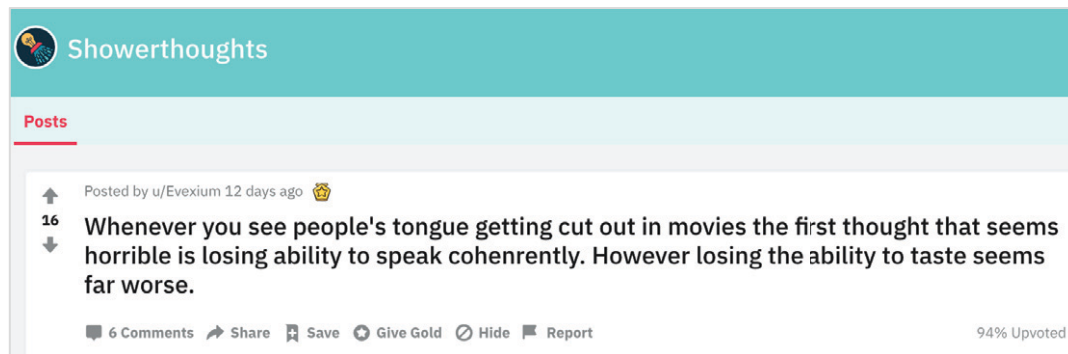 Showerthoughts
Posts
Posted by u/Evexium 12 days ago
16
Whenever you see people's tongue getting cut out in movies the first thought that seems
horrible is losing ability to speak cohenrently. However losing the ability to taste seems
far worse.
6 Comments Share Save Give Gold Hide Report 94% Upvoted